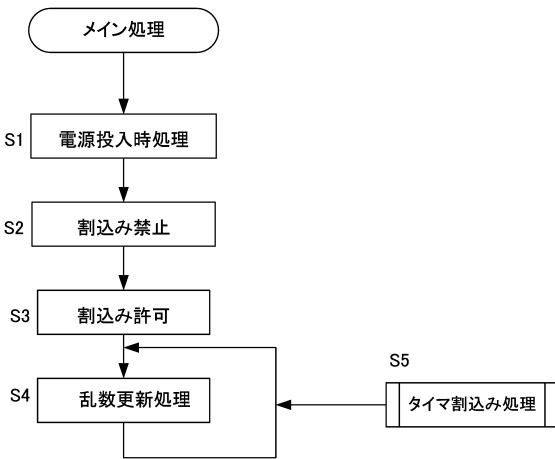 メイン処理
S1
電源投入時処理
S2
割込み禁止
S3
割込み許可
S5
S4
乱数更新処理
タイマ割込み処理